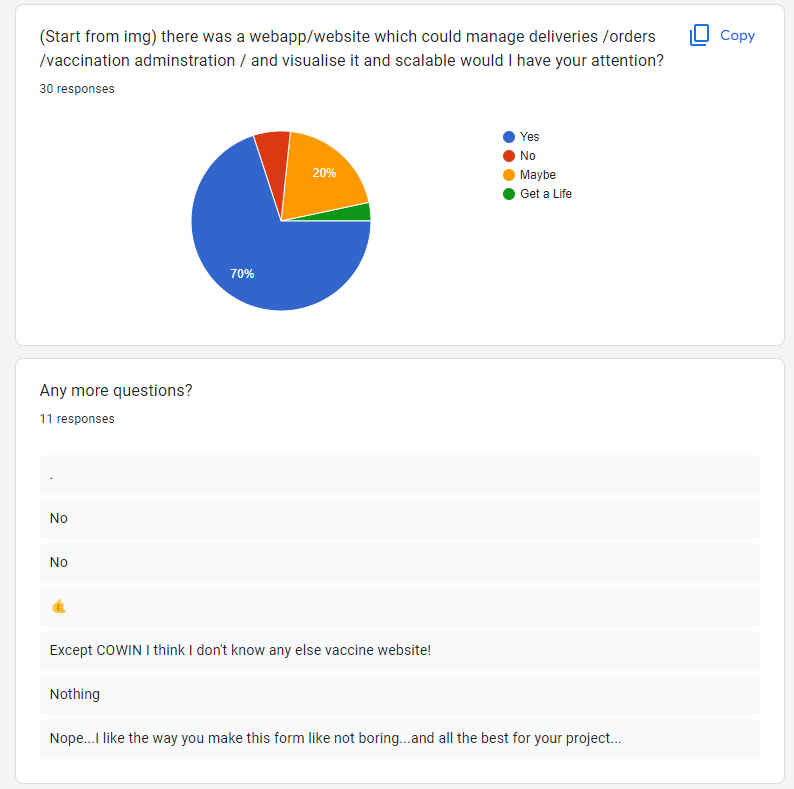 (Start from img) there was a webapp/website which could manage deliveries /orders
/vaccination adminstration / and visualise it and scalable would I have your attention?
Copy
30 responses
Yes
No
Maybe
Get a Life
20%
70%
Any more questions?
11 responses
.
No
No
🤙
Except COWIN I think I don't know any else vaccine website!
Nothing
Nope...I like the way you make this form like not boring...and all the best for your project...